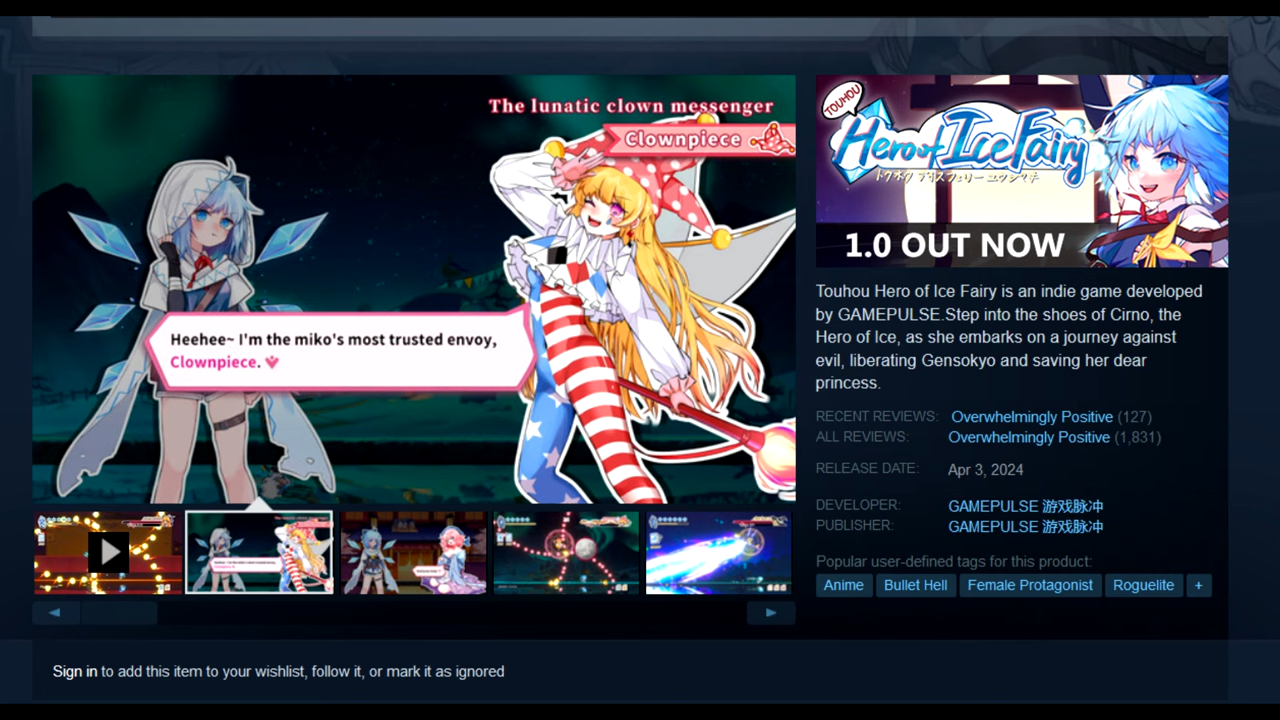 The lunatic clown messenger
Clownpiece
Heehee~ I'm the miko's most trusted envoy,
Clownpiece.
TOUHOU
Hero of Ice Fairy
1.0 OUT NOW
Touhou Hero of Ice Fairy is an indie game developed
by GAMEPULSE.Step into the shoes of Cirno, the
Hero of Ice, as she embarks on a journey against
evil, liberating Gensokyo and saving her dear
princess.
RECENT REVIEWS: Overwhelmingly Positive (127)
ALL REVIEWS: Overwhelmingly Positive (1,831)
RELEASE DATE: Apr 3, 2024
DEVELOPER: GAMEPULSE 游戏脉冲
PUBLISHER: GAMEPULSE 游戏脉冲
Popular user-defined tags for this product:
Anime Bullet Hell Female Protagonist Roguelite +
Sign in to add this item to your wishlist, follow it, or mark it as ignored